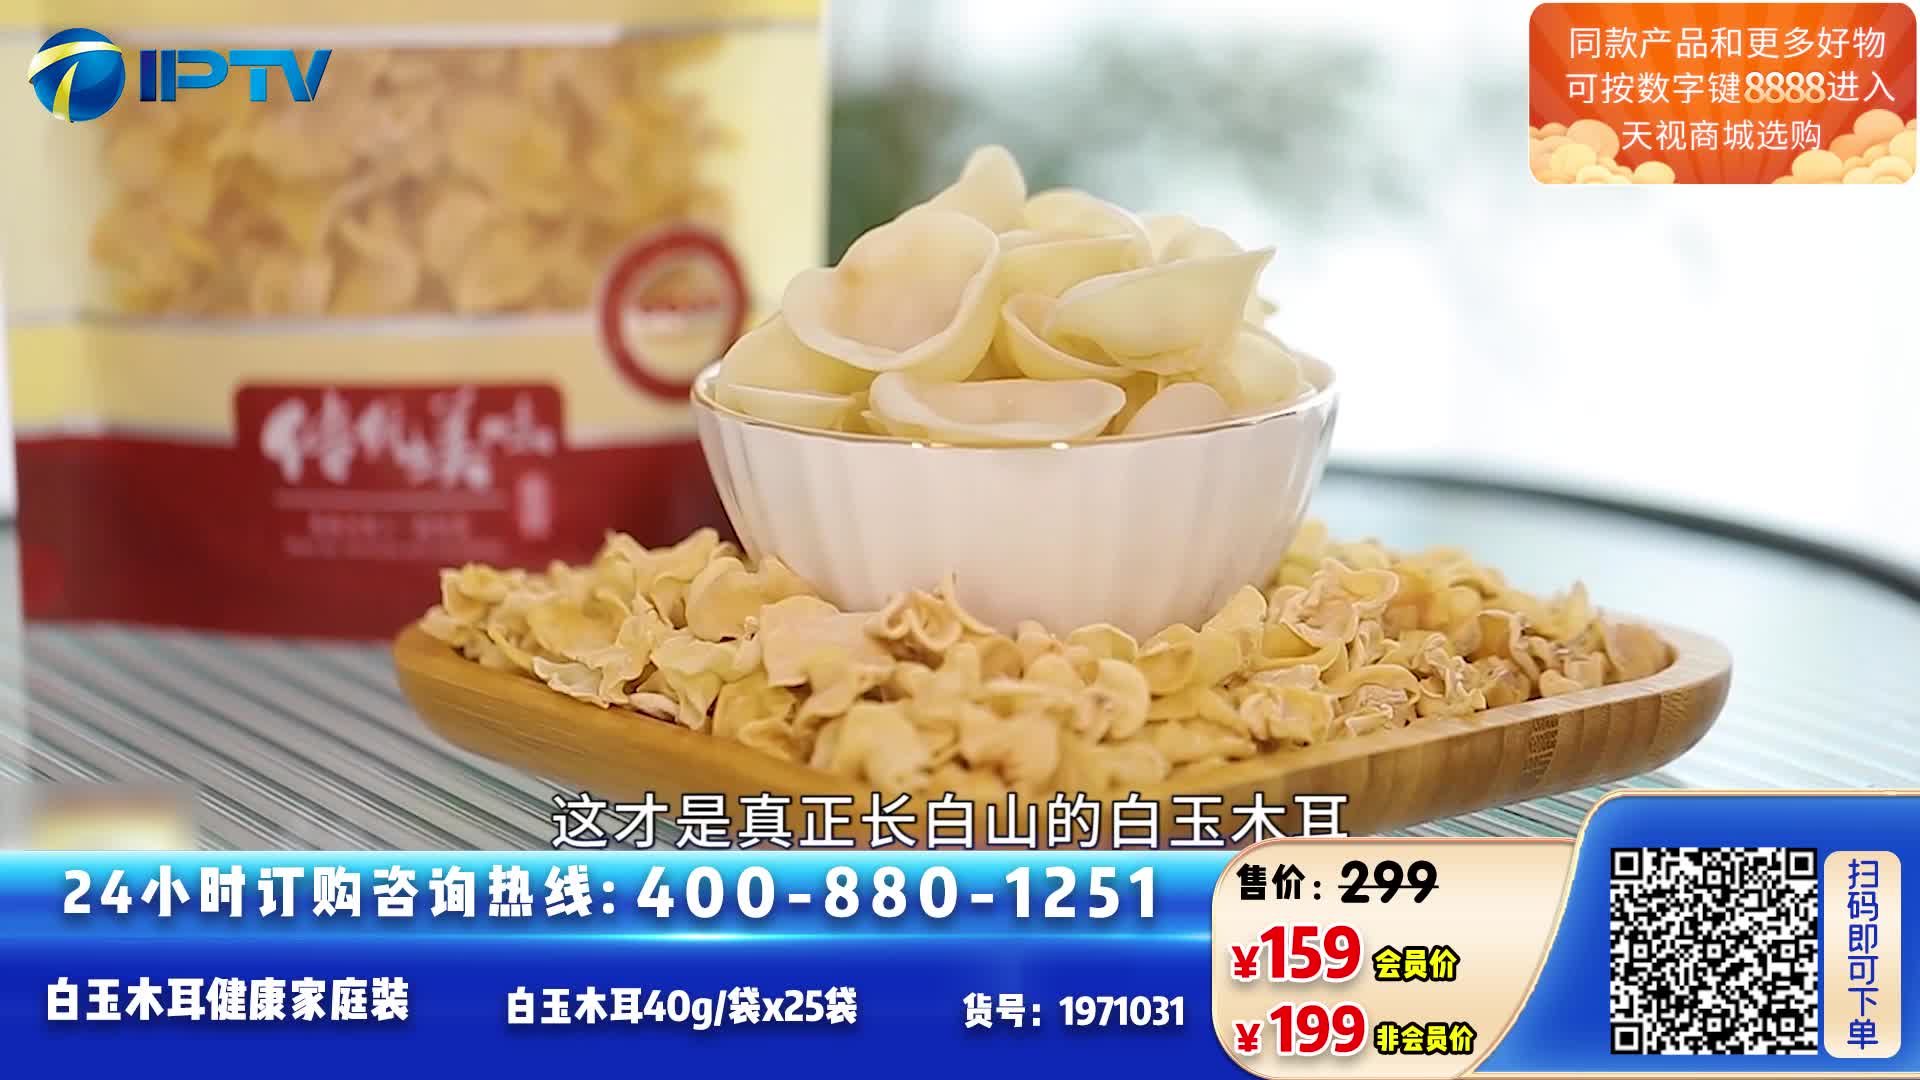 IPTV
同款产品和更多好物
可按数字键8888进入
天视商城选购
传统美味
这才是真正长白山的白玉木耳
24小时订购咨询热线:400-880-1251
白玉木耳健康家庭装
白玉木耳40g/袋x25袋
货号：1971031
售价：299
¥159 会员价
¥199 非会员价
扫码即可下单